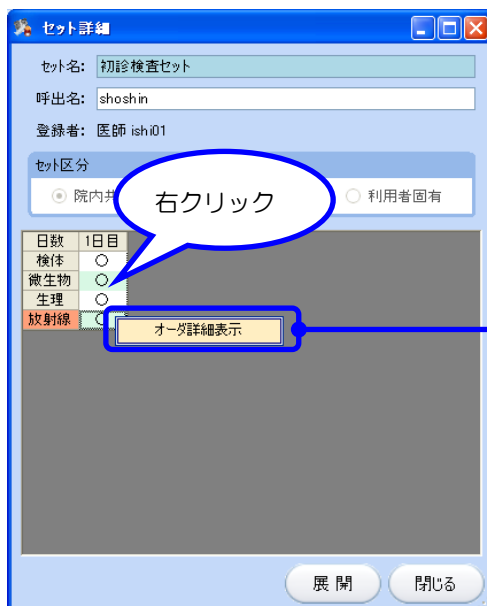 セット詳細
セット名: 初診検査セット
呼出名: shoshin
登録者: 医師 ishi01
セット区分
院内共
利用者固有
右クリック
日数 1日目
検体 ○
微生物 ○
生理 ○
放射線 ○
オーダ詳細表示
展開 閉じる